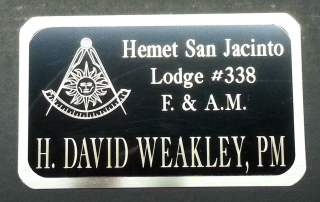 Hemet San Jacinto
Lodge #338
F. & A.M.
H. DAVID WEAKLEY, PM